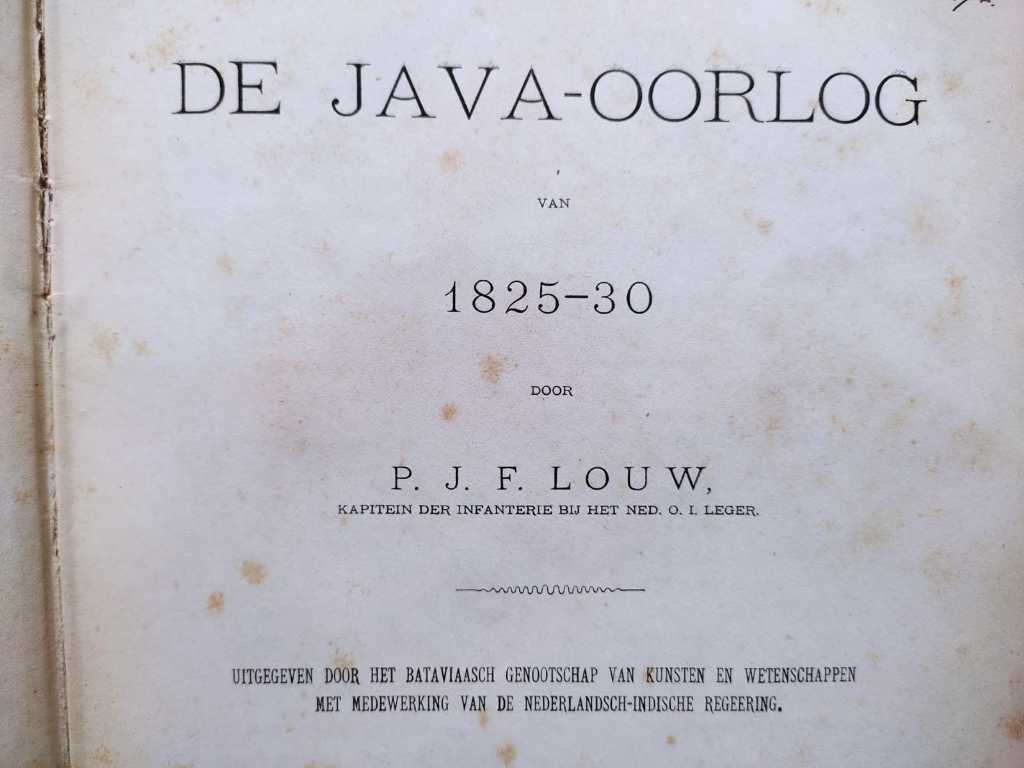 DE JAVA-OORLOG
VAN
1825-30
DOOR
P. J. F. LOUW,
KAPITEIN DER INFANTERIE BIJ HET NED. O. I. LEGER.
UITGEGEVEN DOOR HET BATAVIAASCH GENOOTSCHAP VAN KUNSTEN EN WETENSCHAPPEN
MET MEDEWERKING VAN DE NEDERLANDSCH-INDISCHE REGEERING.